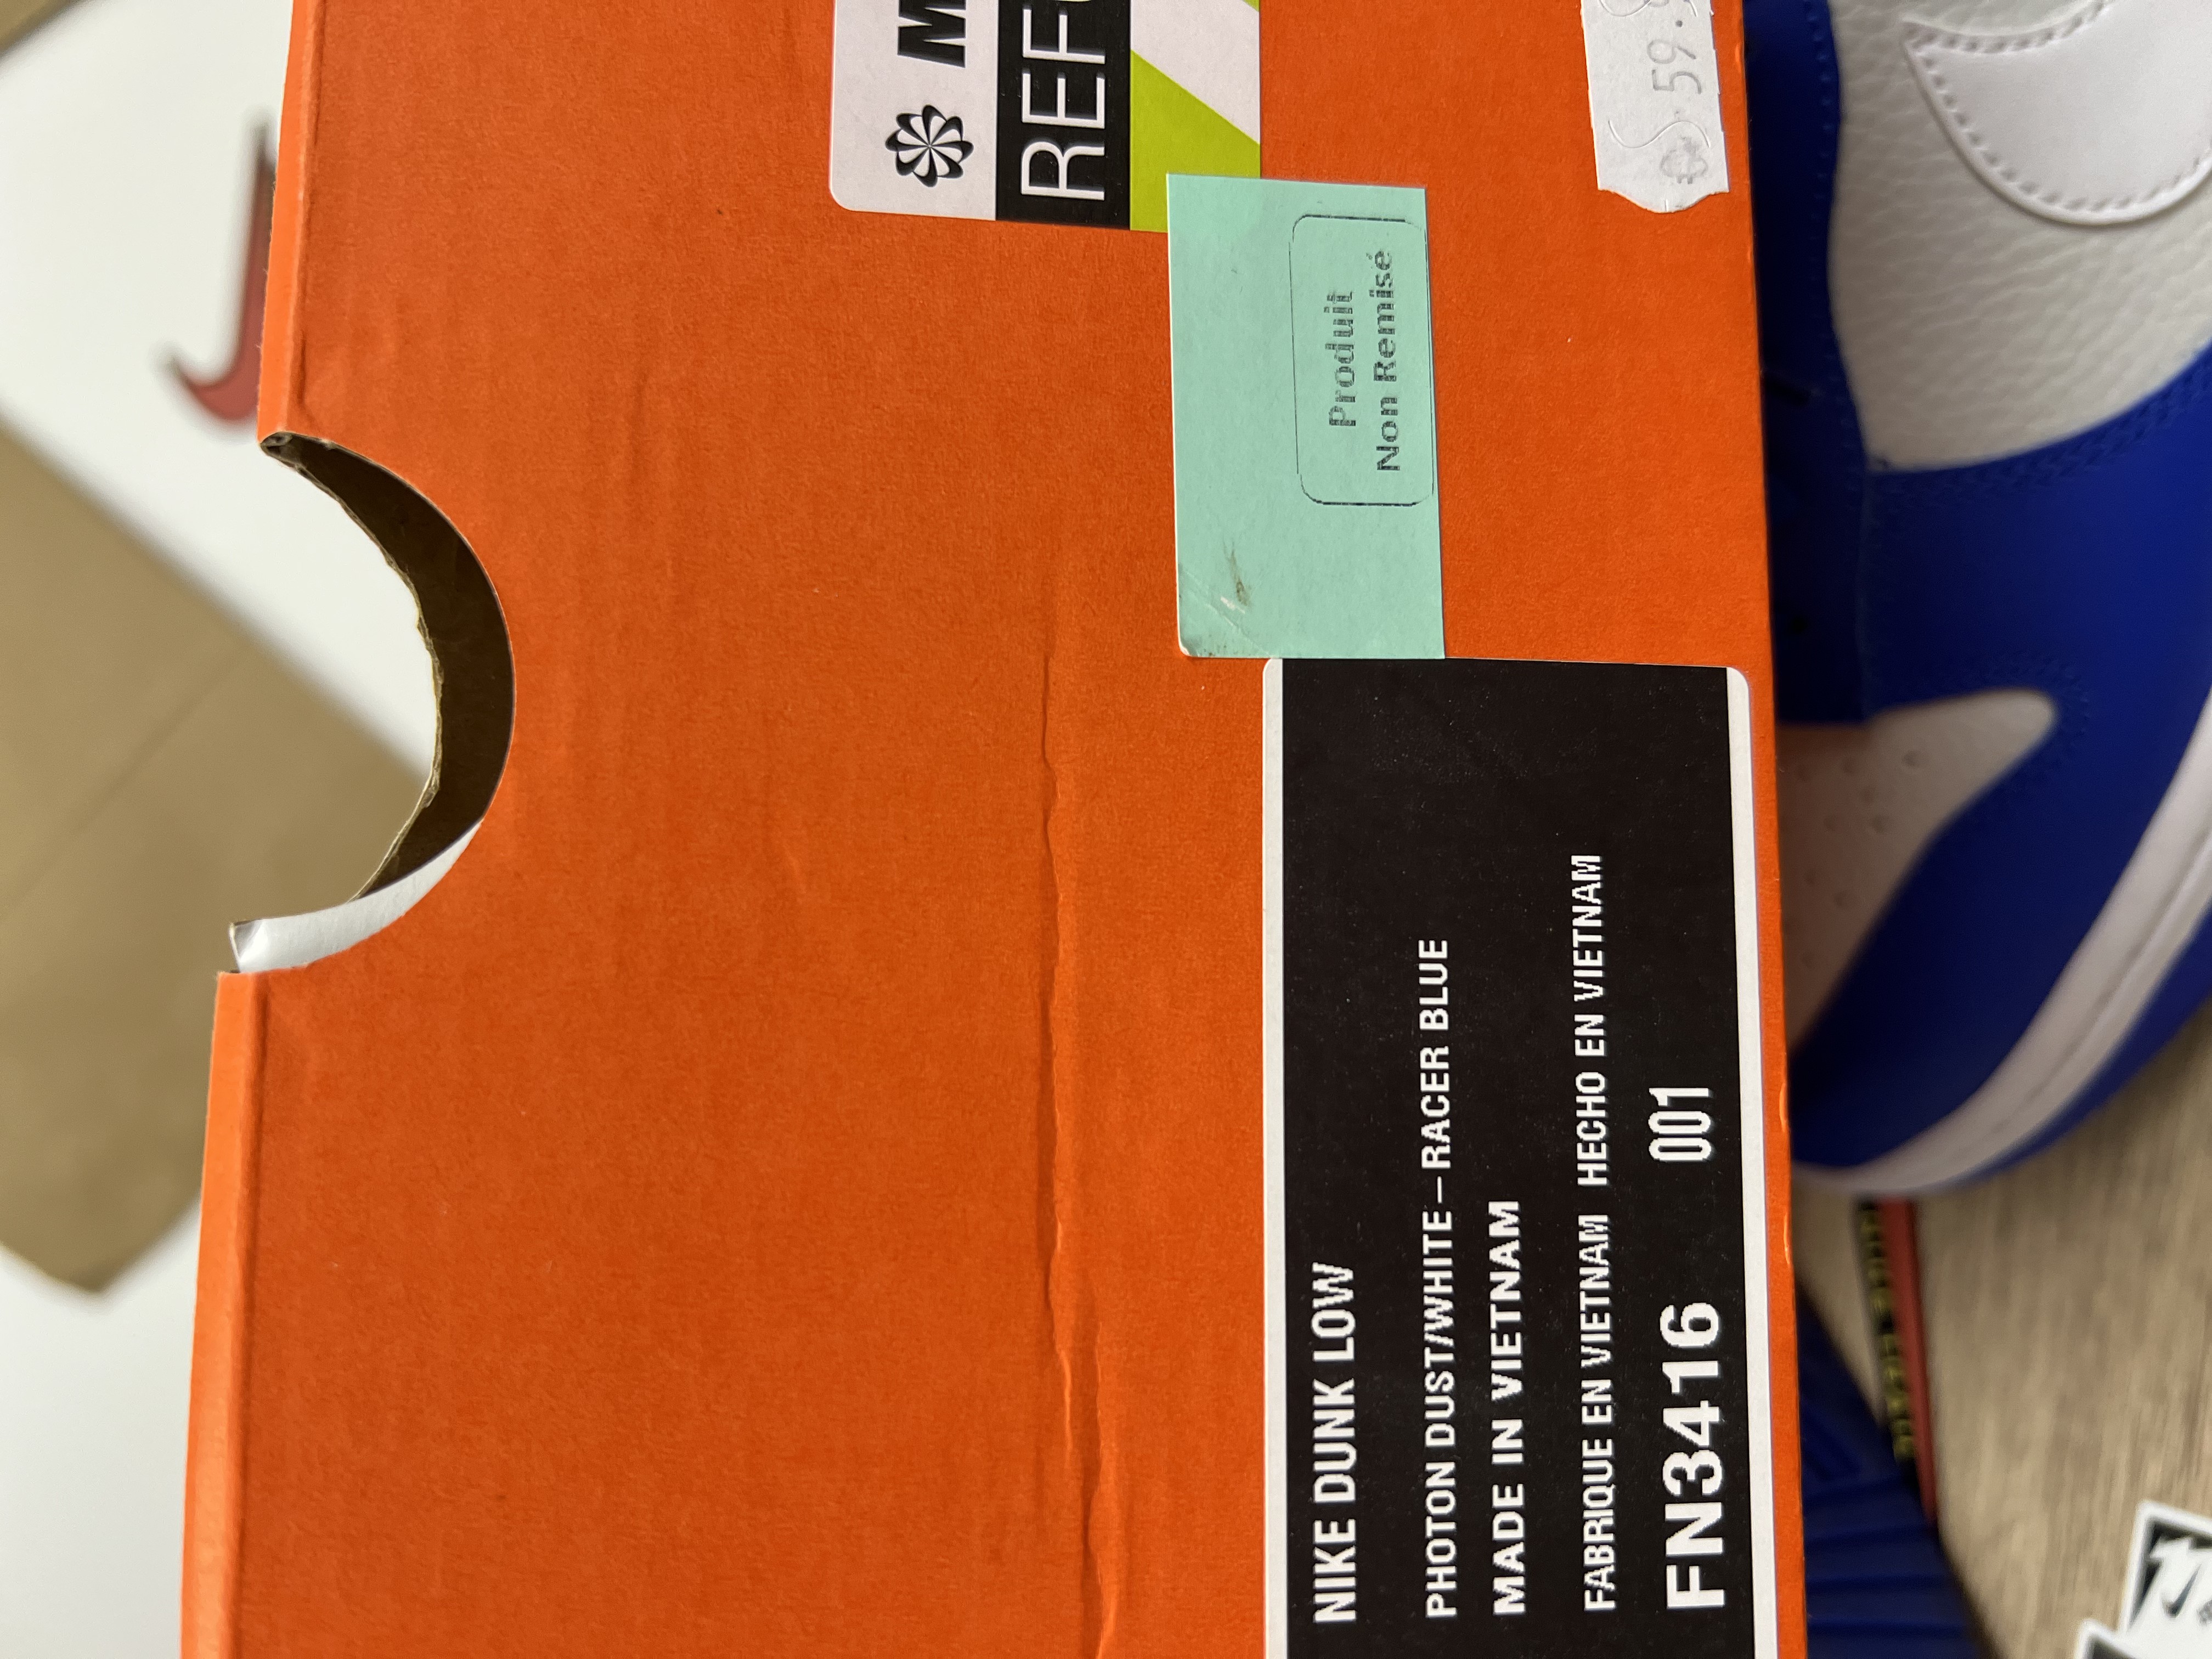 NIKE DUNK LOW
PHOTON DUST/WHITE–RACER BLUE
MADE IN VIETNAM
FABRIQUE EN VIETNAM HECHO EN VIETNAM
FN3416 001
Produit
Non Remisé
59.